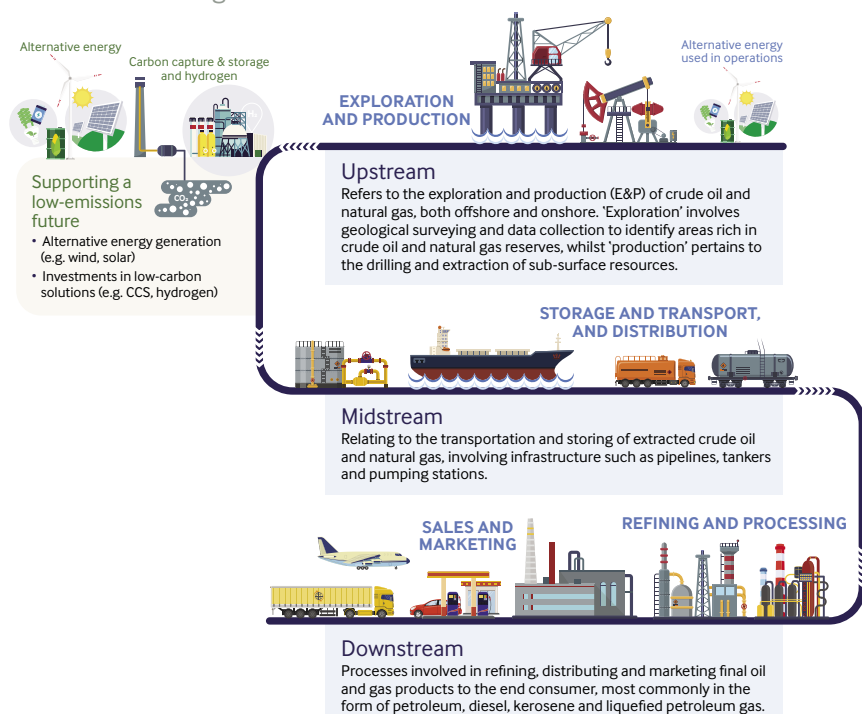 Alternative energy
Carbon capture & storage
and hydrogen
CO₂
Supporting a
low-emissions
future
• Alternative energy generation
(e.g. wind, solar)
• Investments in low-carbon
solutions (e.g. CCS, hydrogen)
EXPLORATION
AND PRODUCTION
Alternative energy
used in operations
Upstream
Refers to the exploration and production (E&P) of crude oil and
natural gas, both offshore and onshore. ‘Exploration’ involves
geological surveying and data collection to identify areas rich in
crude oil and natural gas reserves, whilst ‘production’ pertains to
the drilling and extraction of sub-surface resources.
STORAGE AND TRANSPORT,
AND DISTRIBUTION
Midstream
Relating to the transportation and storing of extracted crude oil
and natural gas, involving infrastructure such as pipelines, tankers
and pumping stations.
SALES AND
MARKETING
REFINING AND PROCESSING
Downstream
Processes involved in refining, distributing and marketing final oil
and gas products to the end consumer, most commonly in the
form of petroleum, diesel, kerosene and liquefied petroleum gas.